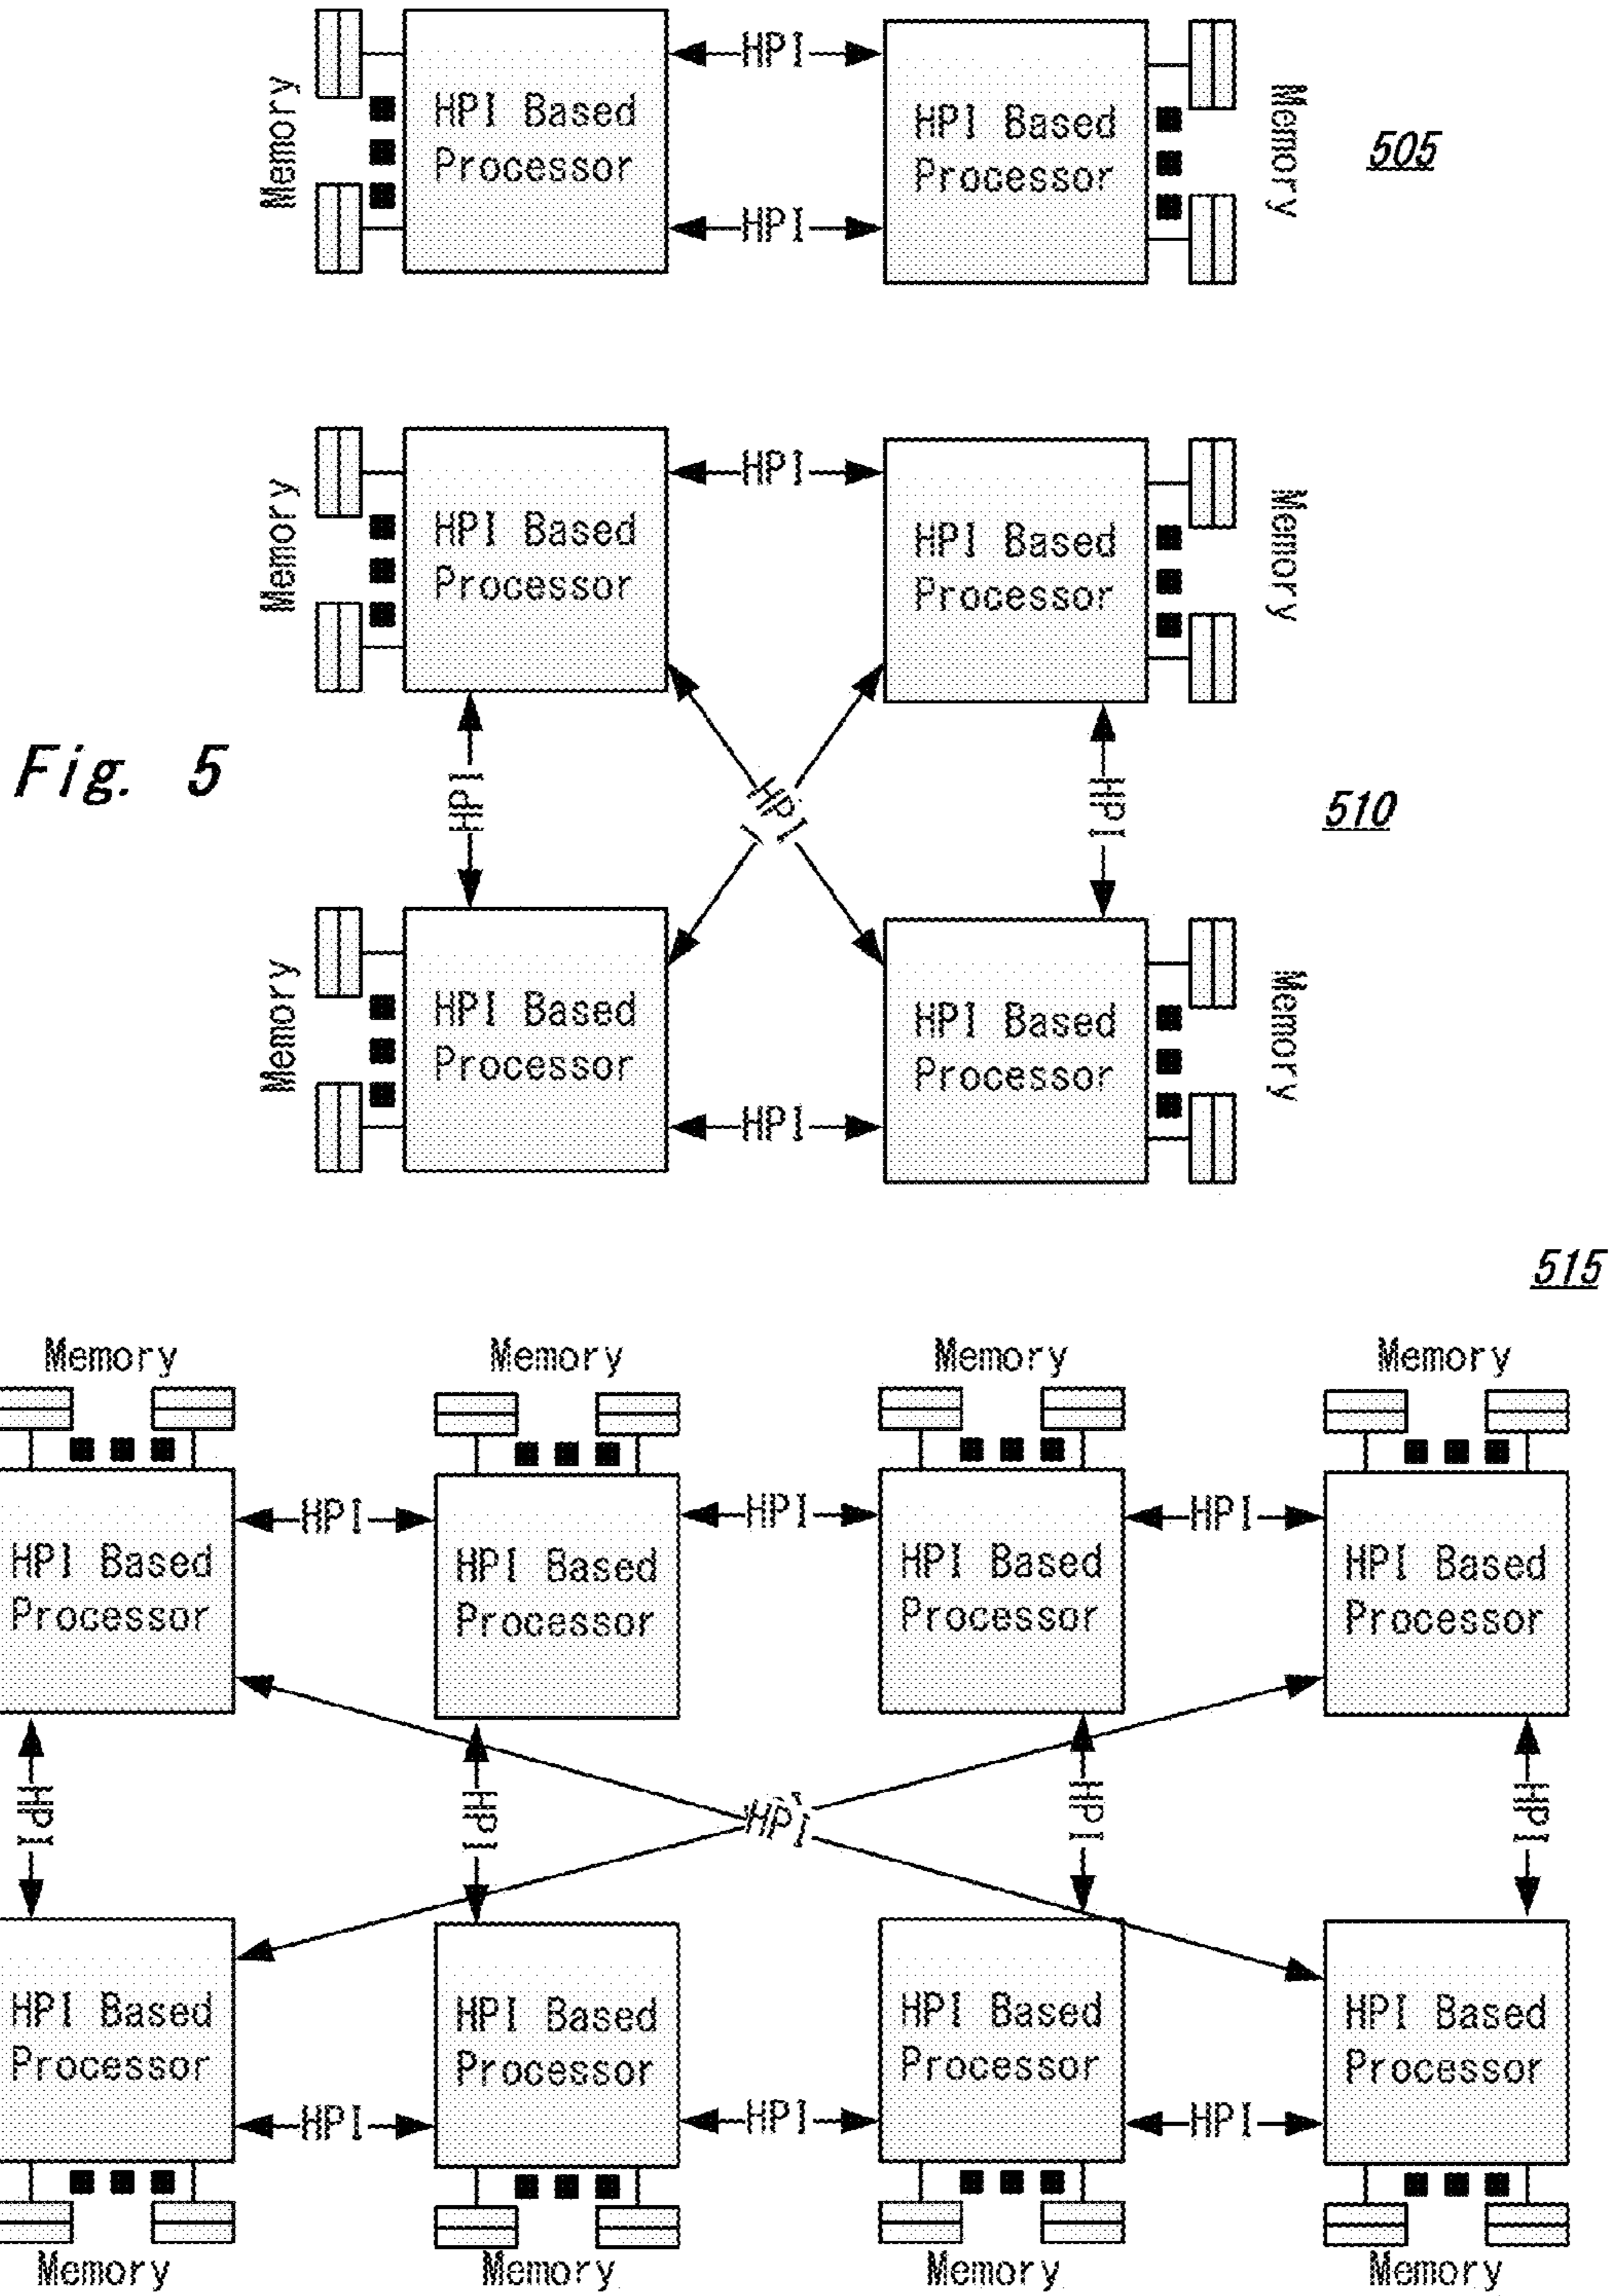 HPI
Memory
HPI Based
Processor
HPI Based
Processor
Memory
505
HPI
HPI
Memory
HPI Based
Processor
HPI Based
Processor
Memory
Fig. 5
HPI
HPI
HPI
510
Memory
HPI Based
Processor
HPI Based
Processor
Memory
HPI
515
Memory
Memory
Memory
Memory
HPI
HPI
HPI
HPI Based
Processor
HPI Based
Processor
HPI Based
Processor
HPI Based
Processor
HPI
HPI
HPI
HPI
HPI
HPI Based
Processor
HPI Based
Processor
HPI Based
Processor
HPI Based
Processor
HPI
HPI
HPI
Memory
Memory
Memory
Memory